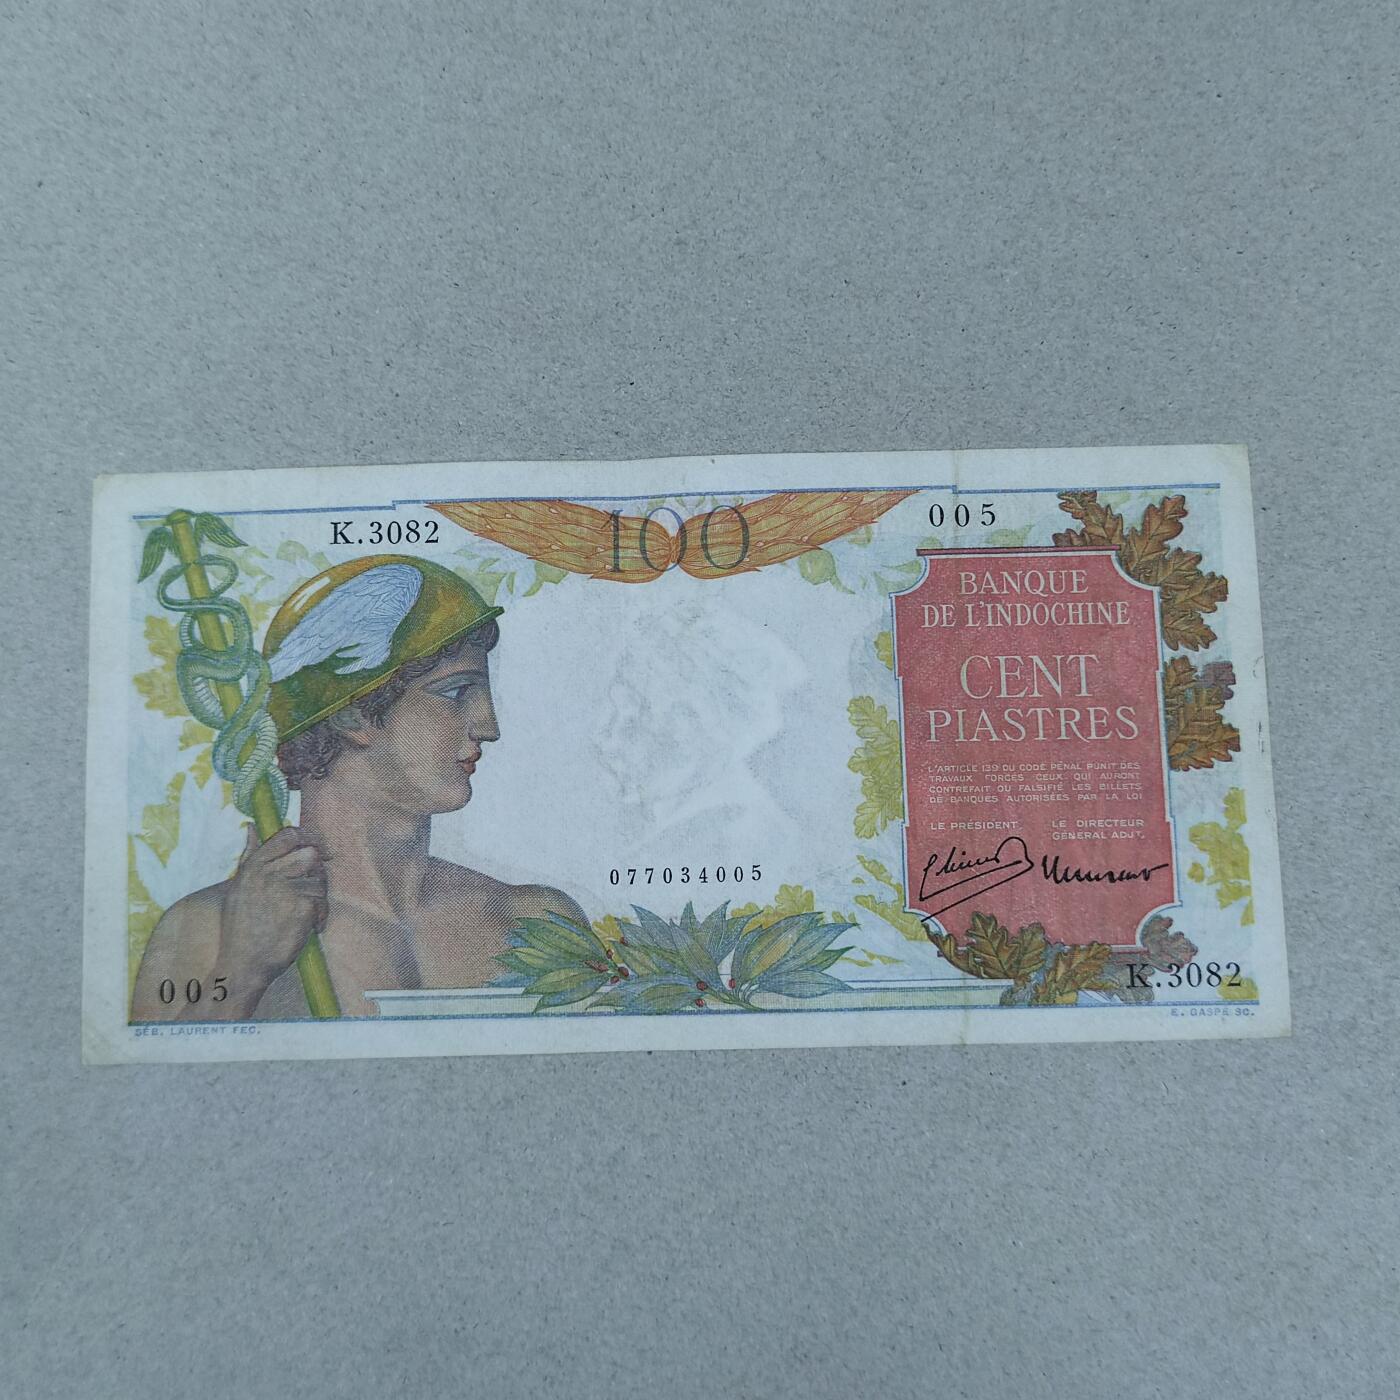 K.3082
100
005
BANQUE
DE L'INDOCHINE
CENT
PIASTRES
L'ARTICLE 139 DU CODE PÉNAL PUNIT DES
TRAVAUX FORCÉS CEUX QUI AURONT
CONTREFAIT OU FALSIFIÉ LES BILLETS
DE BANQUES AUTORISÉES PAR LA LOI
LE PRÉSIDENT
LE DIRECTEUR
GÉNÉRAL ADJT.
077034005
005
K.3082
SÉB. LAURENT FEC.
E. GASPÉ SC.